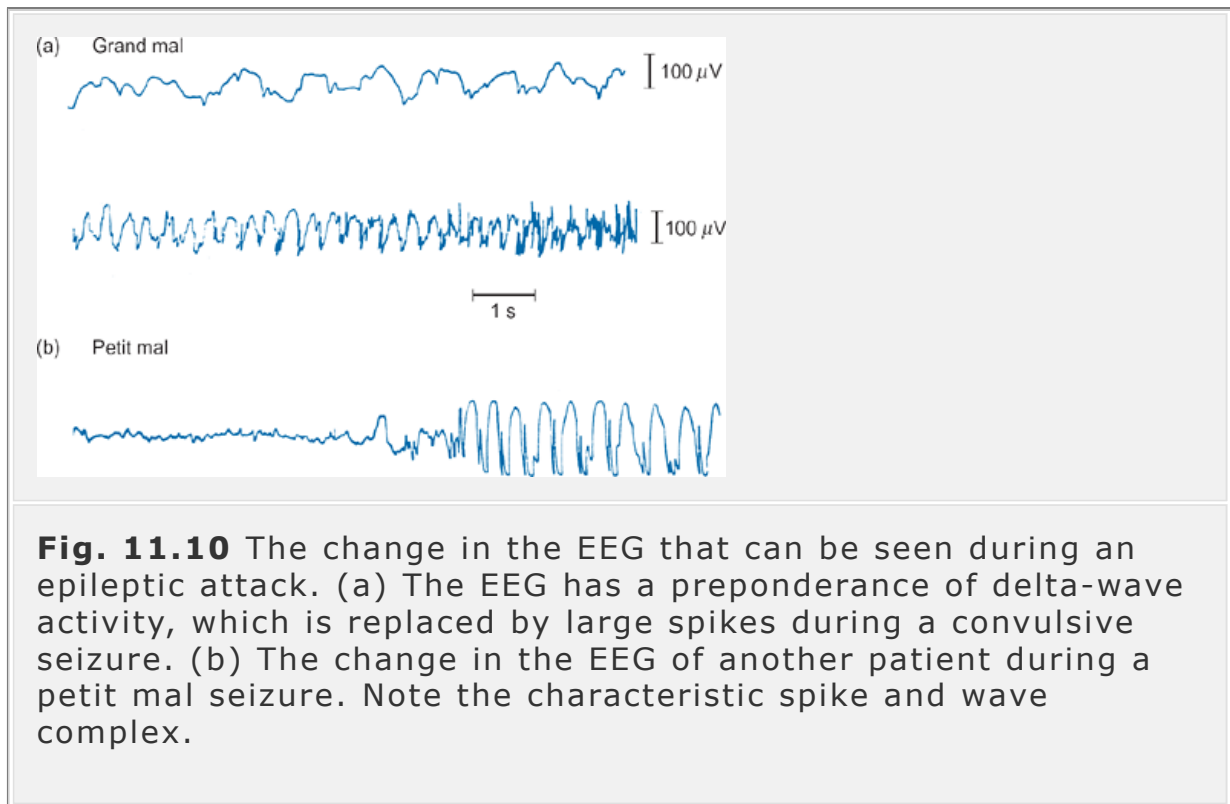 (a) Grand mal
100 μV
100 μV
1 s
(b) Petit mal
Fig. 11.10 The change in the EEG that can be seen during an
epileptic attack. (a) The EEG has a preponderance of delta-wave
activity, which is replaced by large spikes during a convulsive
seizure. (b) The change in the EEG of another patient during a
petit mal seizure. Note the characteristic spike and wave
complex.